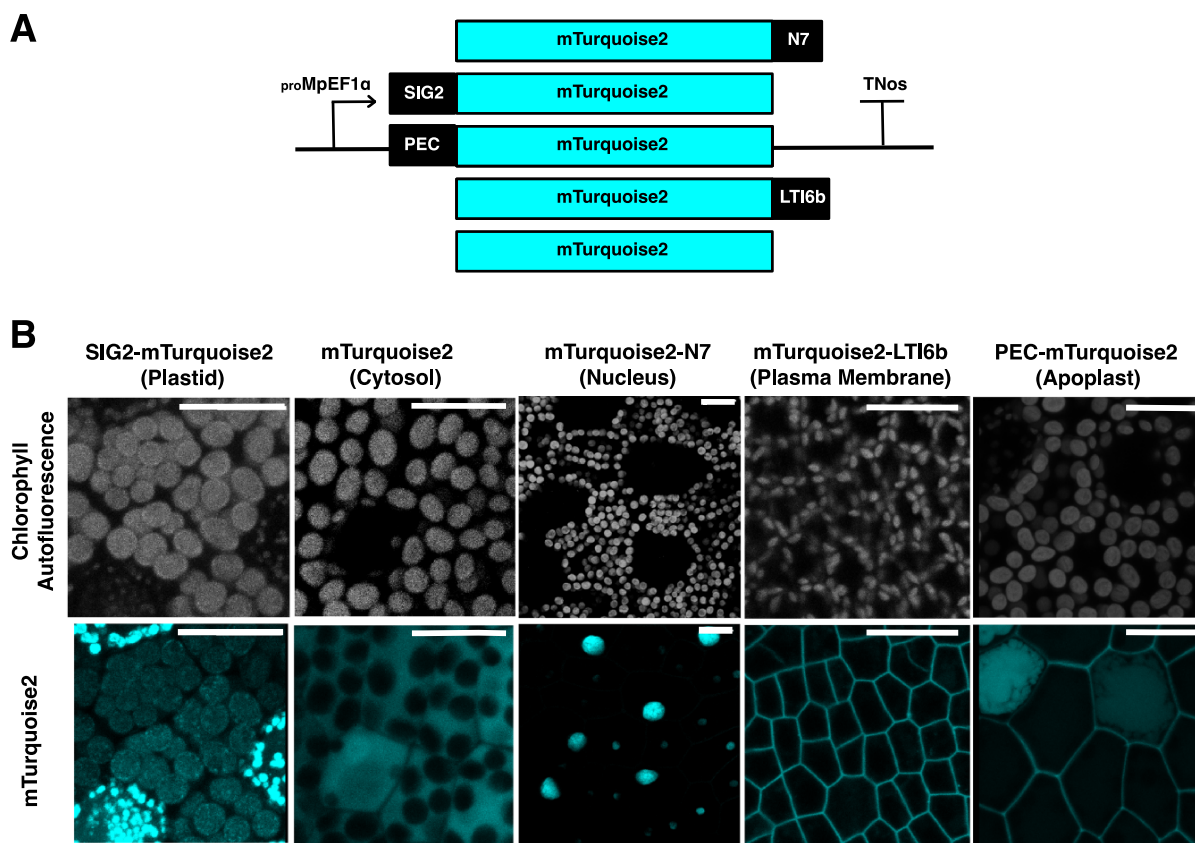 A
mTurquoise2 N7
proMpEF1α
SIG2 mTurquoise2
TNos
PEC mTurquoise2
mTurquoise2 LTI6b
mTurquoise2
B
SIG2-mTurquoise2
(Plastid)
mTurquoise2
(Cytosol)
mTurquoise2-N7
(Nucleus)
mTurquoise2-LTI6b
(Plasma Membrane)
PEC-mTurquoise2
(Apoplast)
Chlorophyll
Autofluorescence
mTurquoise2